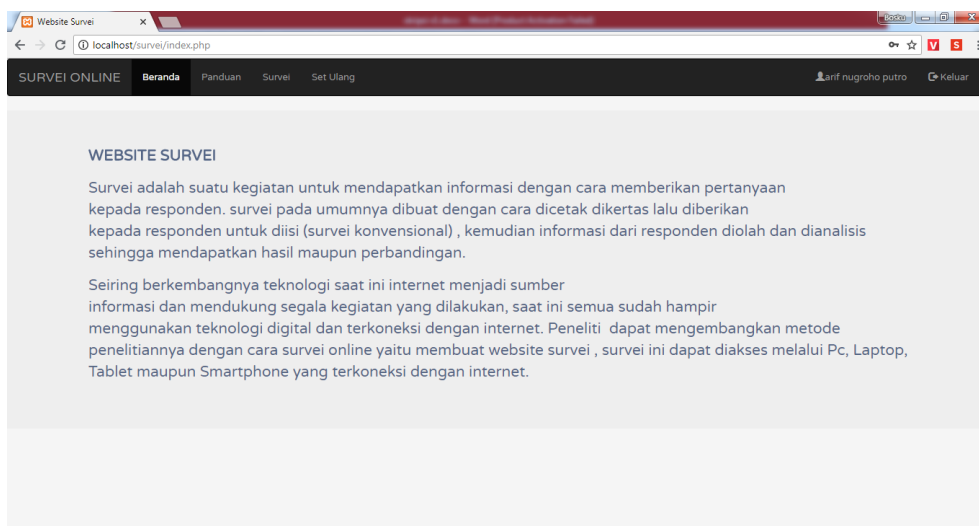 Website Survei
Bosku
localhost/survei/index.php
SURVEI ONLINE Beranda Panduan Survei Set Ulang arif nugroho putro Keluar
WEBSITE SURVEI
Survei adalah suatu kegiatan untuk mendapatkan informasi dengan cara memberikan pertanyaan
kepada responden. survei pada umumnya dibuat dengan cara dicetak dikertas lalu diberikan
kepada responden untuk diisi (survei konvensional) , kemudian informasi dari responden diolah dan dianalisis
sehingga mendapatkan hasil maupun perbandingan.
Seiring berkembangnya teknologi saat ini internet menjadi sumber
informasi dan mendukung segala kegiatan yang dilakukan, saat ini semua sudah hampir
menggunakan teknologi digital dan terkoneksi dengan internet. Peneliti dapat mengembangkan metode
penelitiannya dengan cara survei online yaitu membuat website survei , survei ini dapat diakses melalui Pc, Laptop,
Tablet maupun Smartphone yang terkoneksi dengan internet.